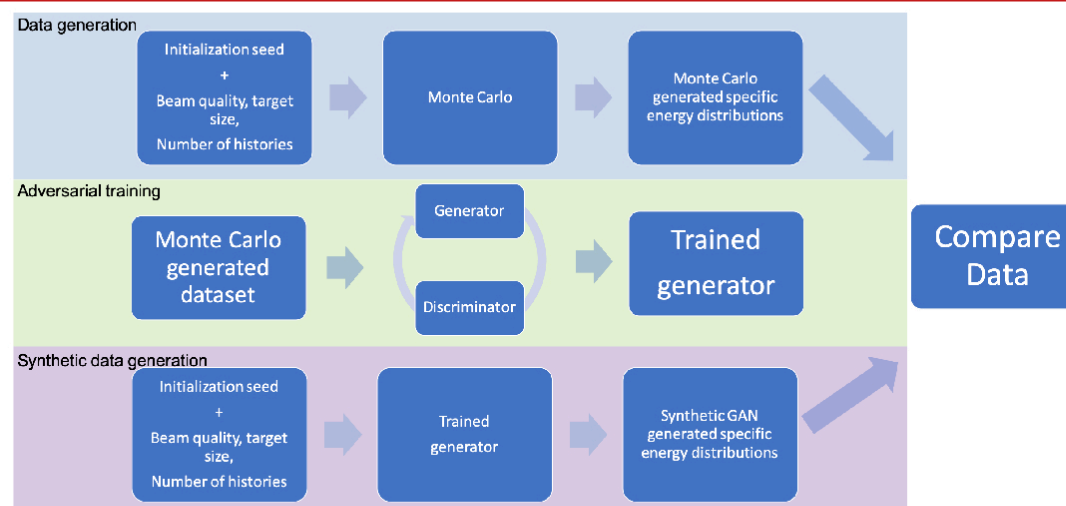 Data generation
Initialization seed
+
Beam quality, target
size,
Number of histories
Monte Carlo
Monte Carlo
generated specific
energy distributions
Adversarial training
Monte Carlo
generated
dataset
Generator
Discriminator
Trained
generator
Compare
Data
Synthetic data generation
Initialization seed
+
Beam quality, target
size,
Number of histories
Trained
generator
Synthetic GAN
generated specific
energy distributions